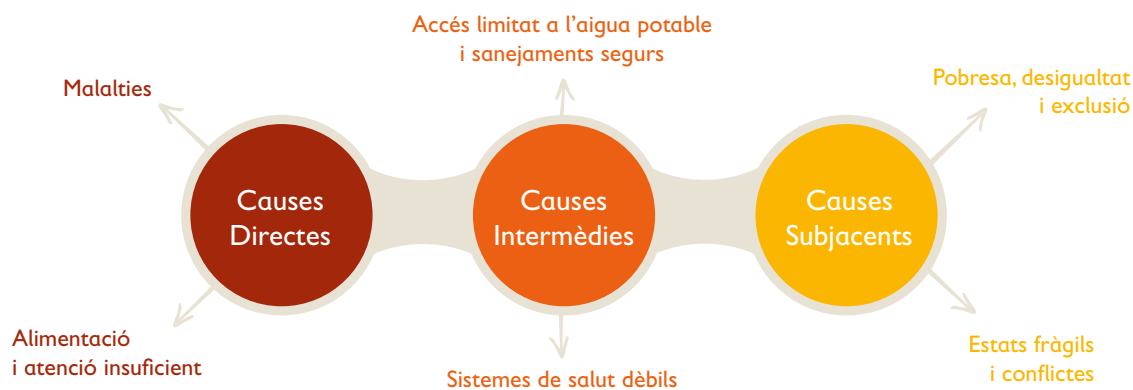 Accés limitat a l’aigua potable
i sanejaments segurs
Malalties
Pobresa, desigualtat
i exclusió
Causes
Directes
Causes
Intermèdies
Causes
Subjacents
Alimentació
i atenció insuficient
Sistemes de salut dèbils
Estats fràgils
i conflictes